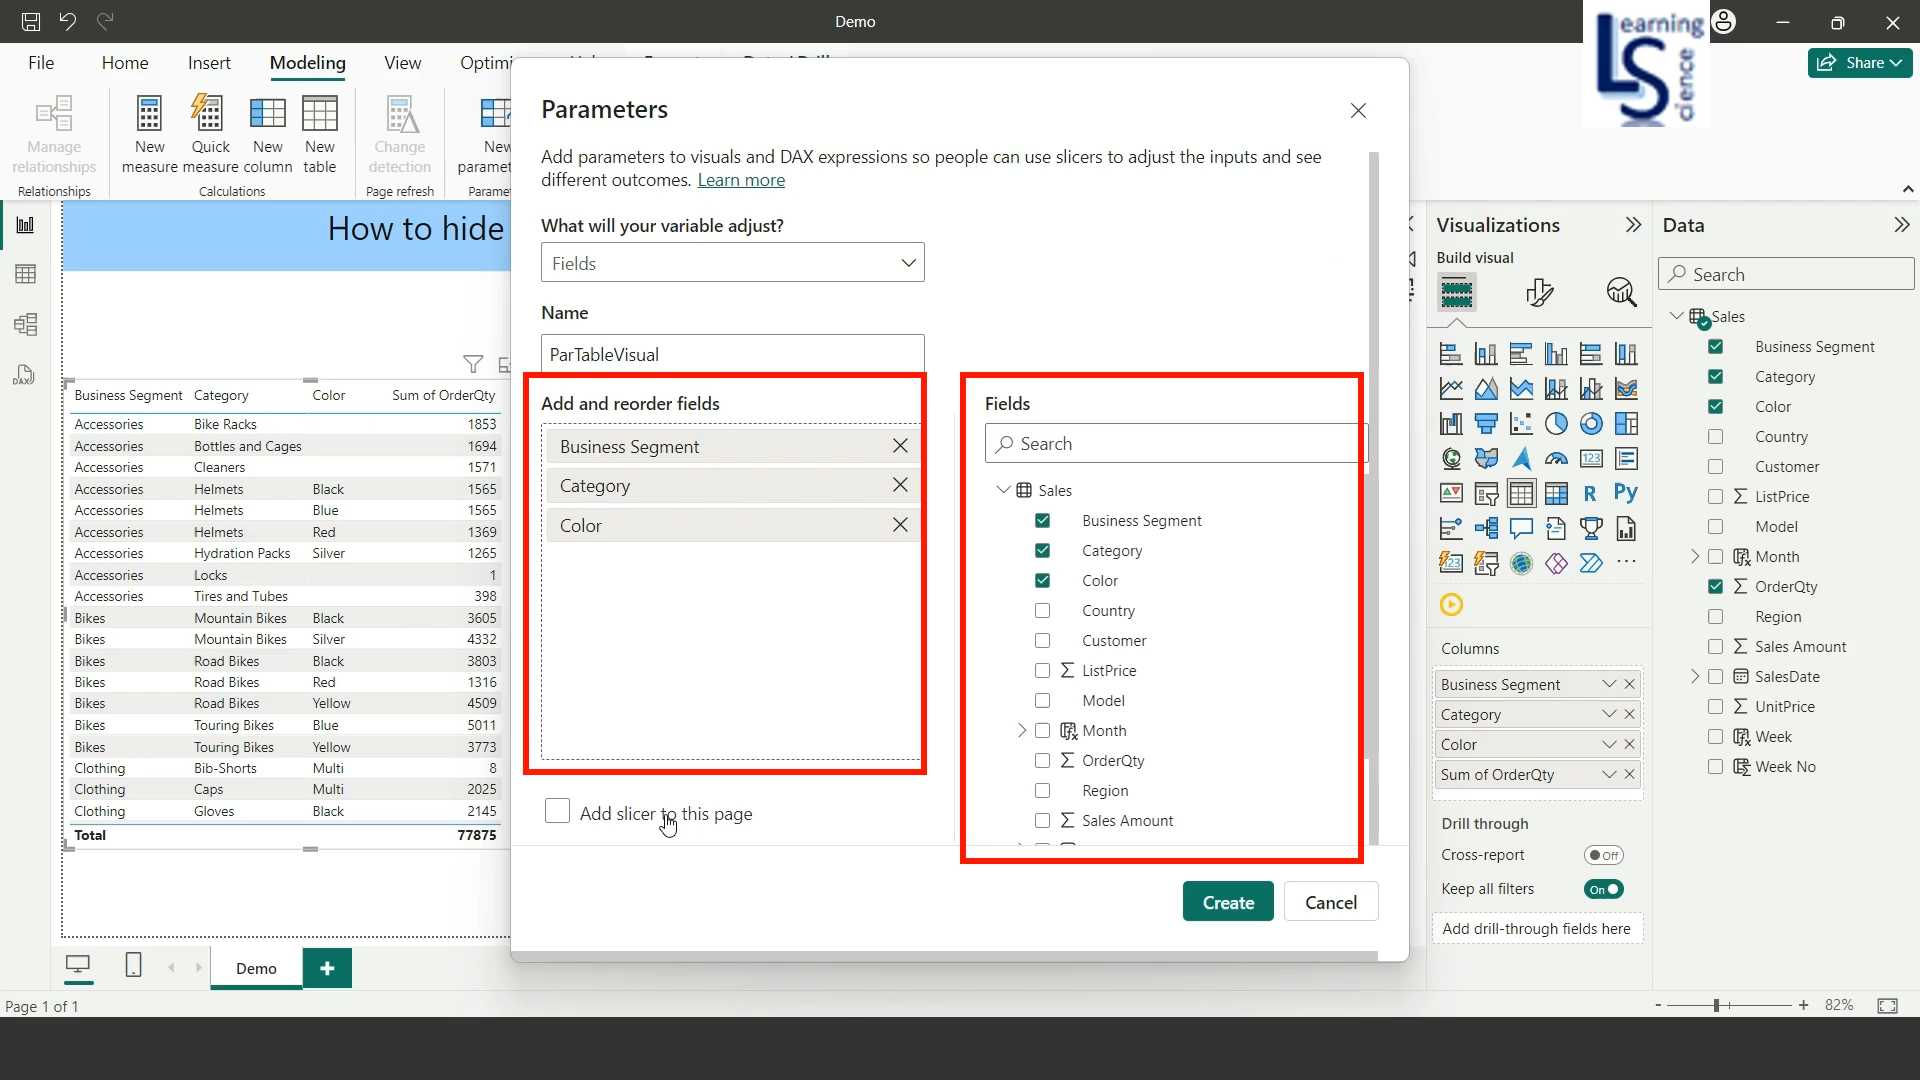 Demo
Learning
Science
File
Home
Insert
Modeling
View
Optimi
Share
Manage relationships
New measure
Quick measure
New column
New table
Change detection
New
paramet
Relationships
Calculations
Page refresh
Parame
How to hide
Business Segment Category Color Sum of OrderQty
Accessories Bike Racks 1853
Accessories Bottles and Cages 1694
Accessories Cleaners 1571
Accessories Helmets Black 1565
Accessories Helmets Blue 1565
Accessories Helmets Red 1369
Accessories Hydration Packs Silver 1265
Accessories Locks 1
Accessories Tires and Tubes 398
Bikes Mountain Bikes Black 3605
Bikes Mountain Bikes Silver 4332
Bikes Road Bikes Black 3803
Bikes Road Bikes Red 1316
Bikes Road Bikes Yellow 4509
Bikes Touring Bikes Blue 5011
Bikes Touring Bikes Yellow 3773
Clothing Bib-Shorts Multi 8
Clothing Caps Multi 2025
Clothing Gloves Black 2145
Total 77875
Parameters
Add parameters to visuals and DAX expressions so people can use slicers to adjust the inputs and see
different outcomes. Learn more
What will your variable adjust?
Fields
Name
ParTableVisual
Add and reorder fields
Business Segment
Category
Color
Add slicer to this page
Fields
Search
Sales
Business Segment
Category
Color
Country
Customer
ListPrice
Model
Month
OrderQty
Region
Sales Amount
Create
Cancel
Visualizations
Build visual
123
R
Py
123
Columns
Business Segment
Category
Color
Sum of OrderQty
Drill through
Cross-report Off
Keep all filters On
Add drill-through fields here
Data
Search
Sales
Business Segment
Category
Color
Country
Customer
ListPrice
Model
Month
OrderQty
Region
Sales Amount
SalesDate
UnitPrice
Week
Week No
DAX
Demo
Page 1 of 1
- + 82%